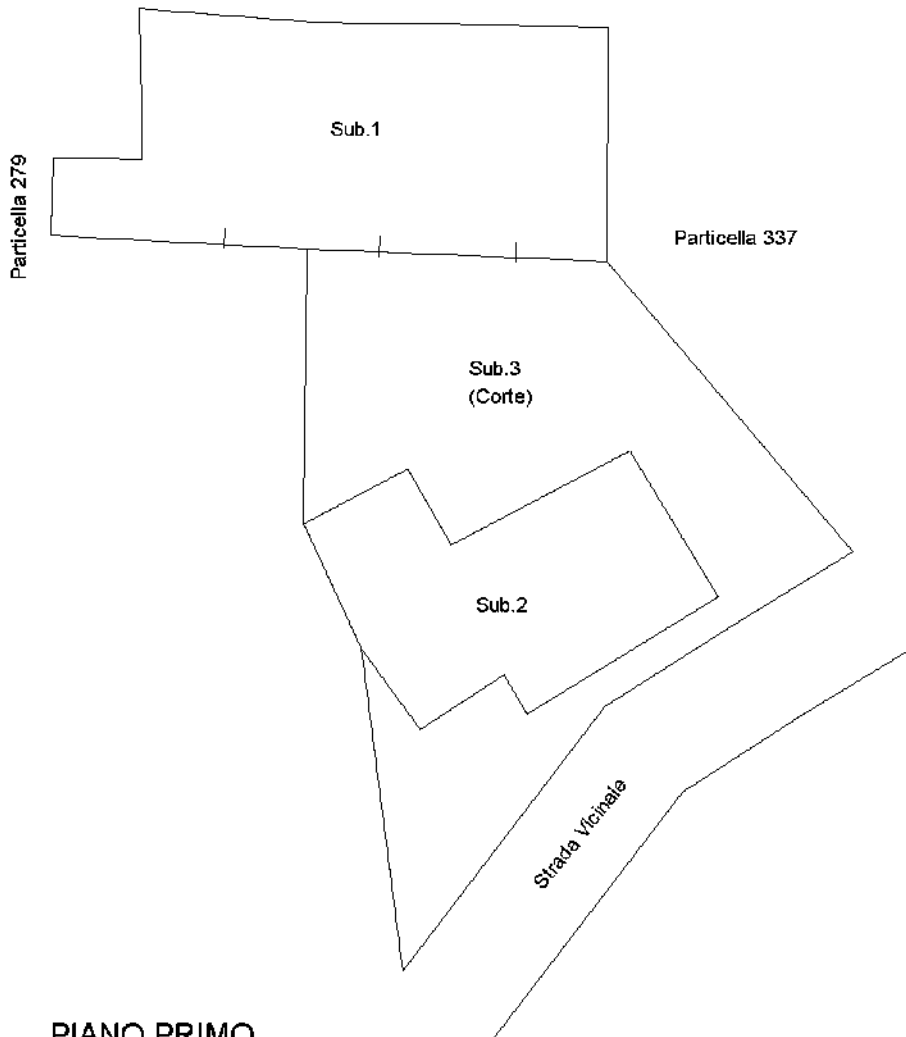 Sub.1
Particella 279
Particella 337
Sub.3
(Corte)
Sub.2
Strada Vicinale
PIANO PRIMO